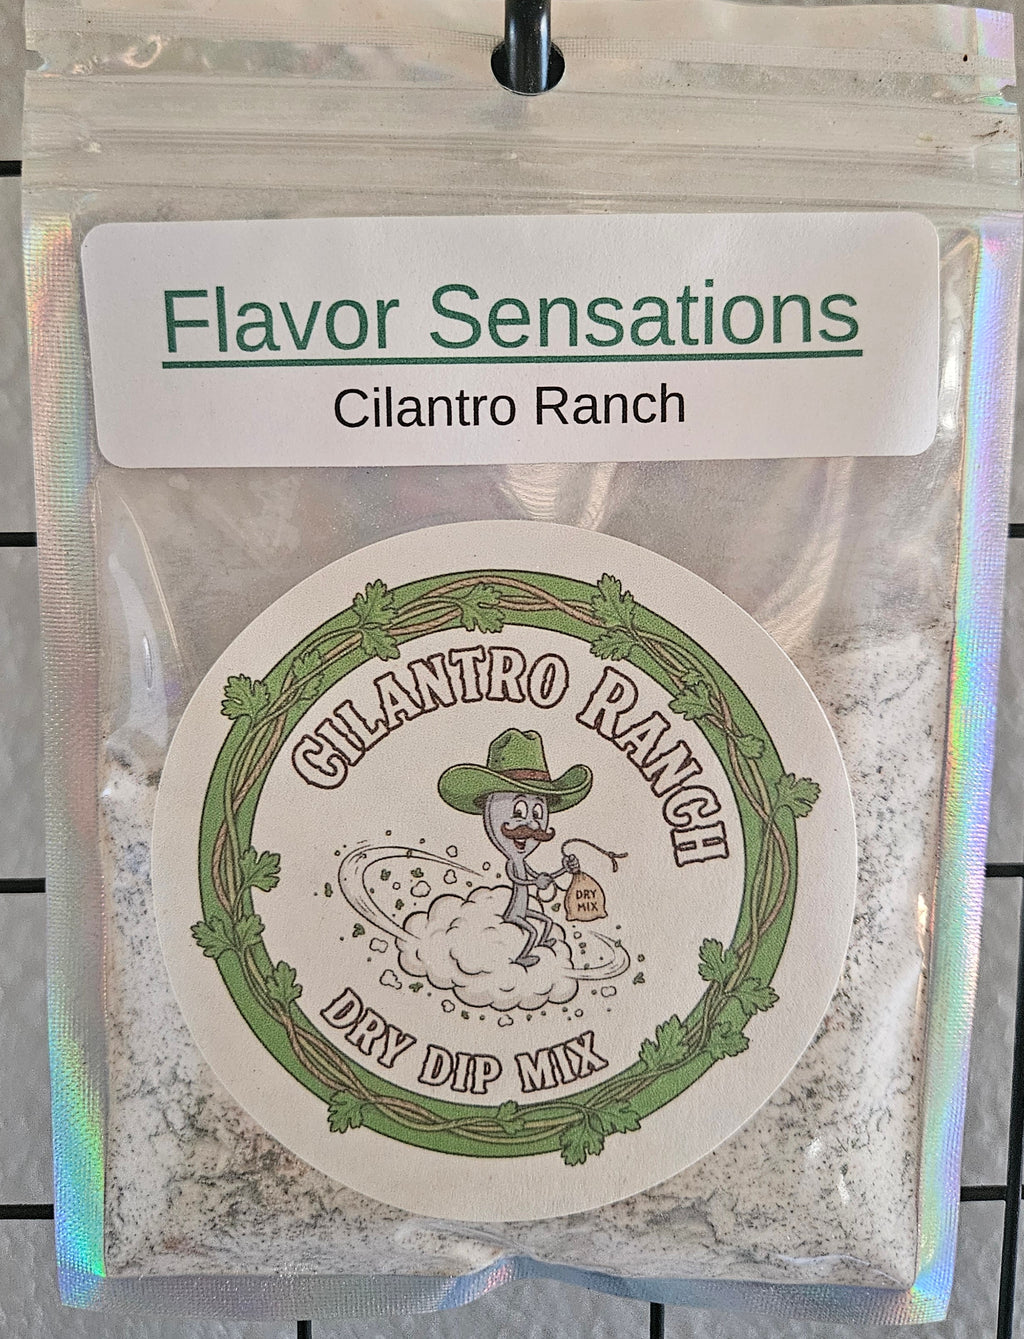 Flavor Sensations
Cilantro Ranch
CILANTRO RANCH
DRY
MIX
DRY DIP MIX